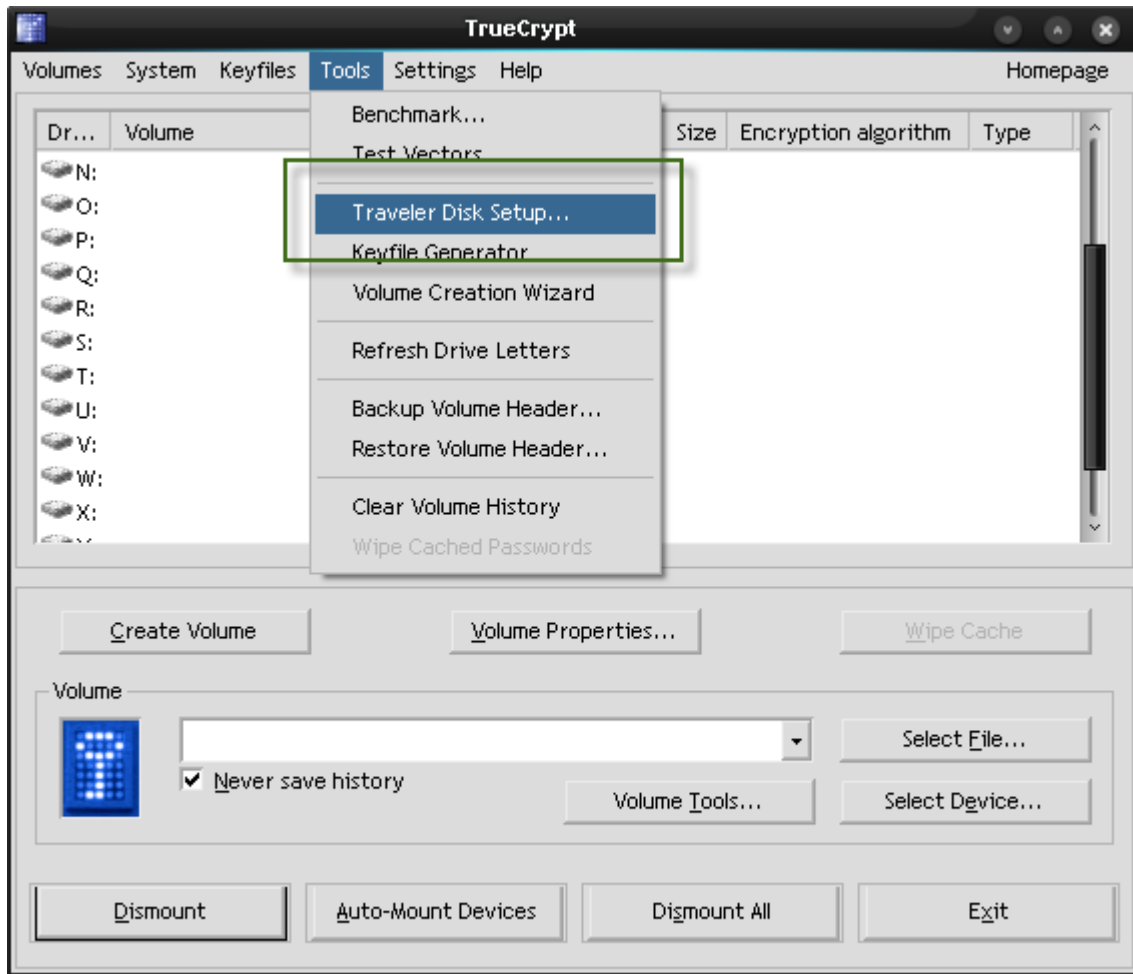 TrueCrypt
Volumes System Keyfiles Tools Settings Help Homepage
Dr... Volume Size Encryption algorithm Type
N:
O:
P:
Q:
R:
S:
T:
U:
V:
W:
X:
Benchmark...
Test Vectors
Traveler Disk Setup...
Keyfile Generator
Volume Creation Wizard
Refresh Drive Letters
Backup Volume Header...
Restore Volume Header...
Clear Volume History
Wipe Cached Passwords
Create Volume Volume Properties... Wipe Cache
Volume
Never save history
Select File...
Volume Tools... Select Device...
Dismount Auto-Mount Devices Dismount All Exit